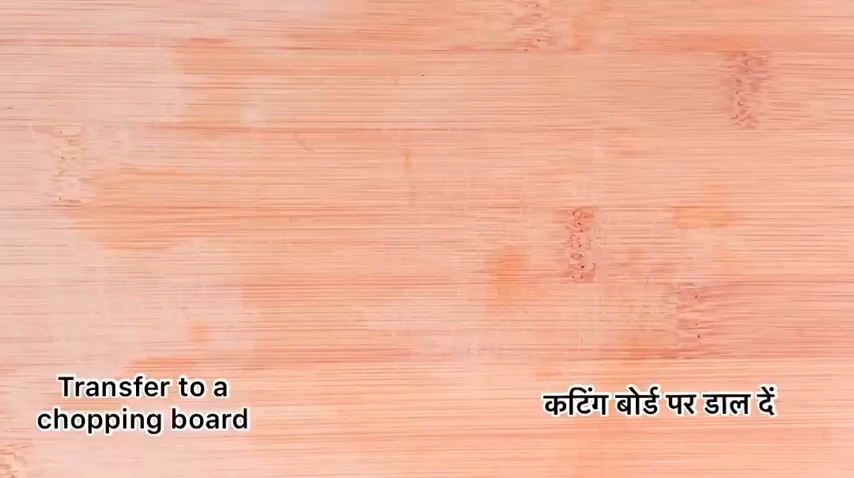 Transfer to a
chopping board
कटिंग बोर्ड पर डाल दें